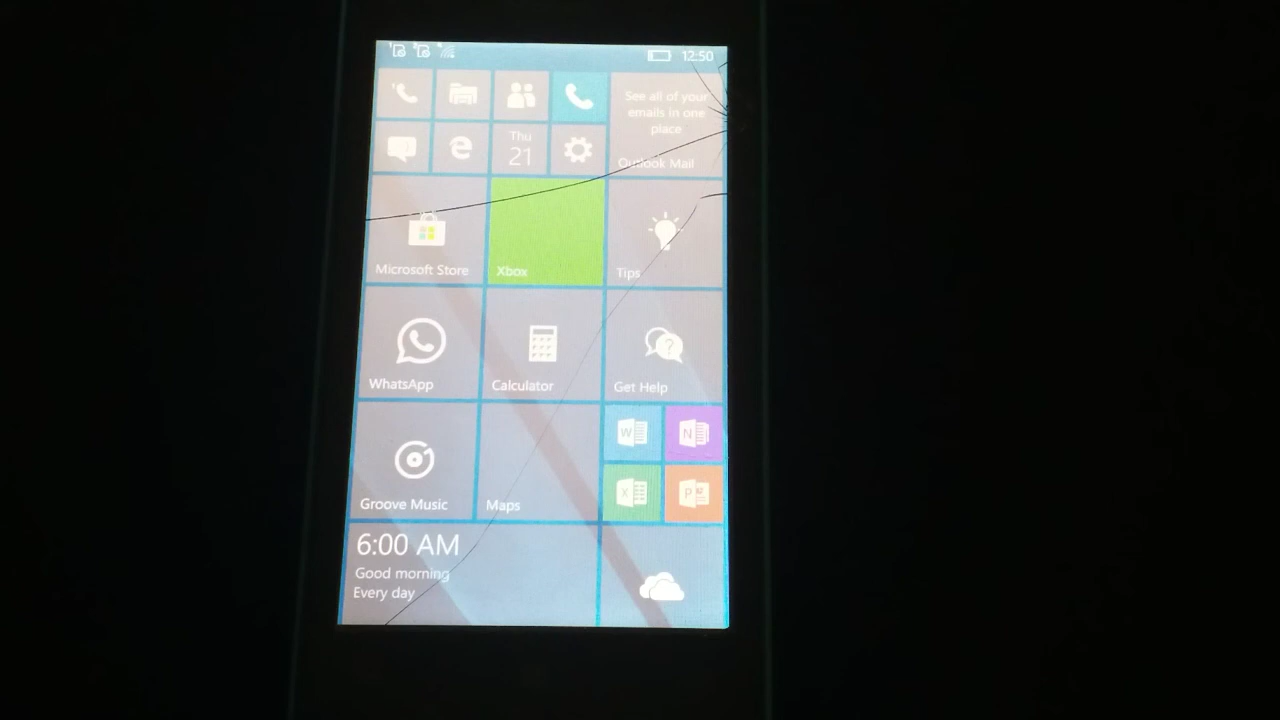 12:50
See all of your
emails in one
place
Outlook Mail
Thu
21
Microsoft Store
Xbox
Tips
WhatsApp
Calculator
Get Help
W
N
X
P
Groove Music
Maps
6:00 AM
Good morning
Every day